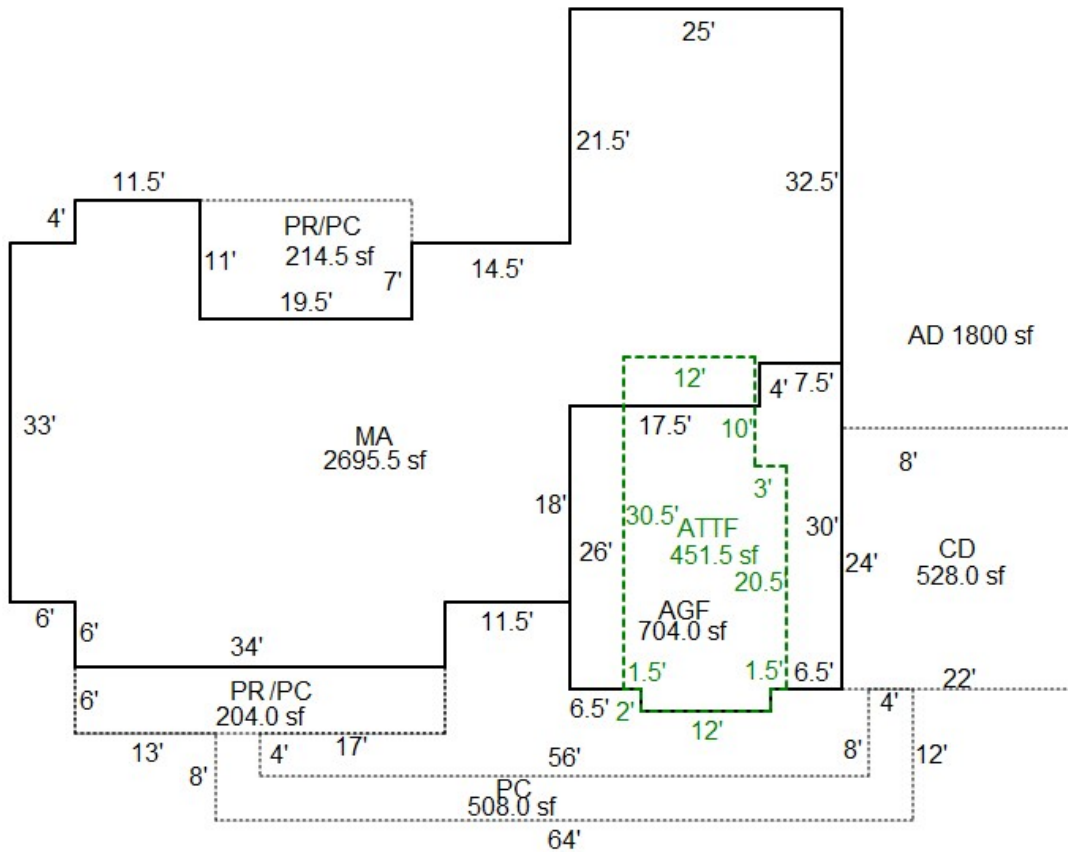 25'
21.5'
32.5'
11.5'
4'
PR/PC
214.5 sf
11'
7'
14.5'
19.5'
AD 1800 sf
12'
4'
7.5'
17.5'
10'
33'
MA
2695.5 sf
8'
3'
18'
30.5'
ATTF
451.5 sf
30'
26'
20.5'
24'
CD
528.0 sf
6'
6'
11.5'
AGF
704.0 sf
34'
1.5'
1.5'
6.5'
22'
6'
PR/PC
204.0 sf
6.5'
2'
12'
4'
13'
4'
17'
56'
8'
12'
8'
PC
508.0 sf
64'